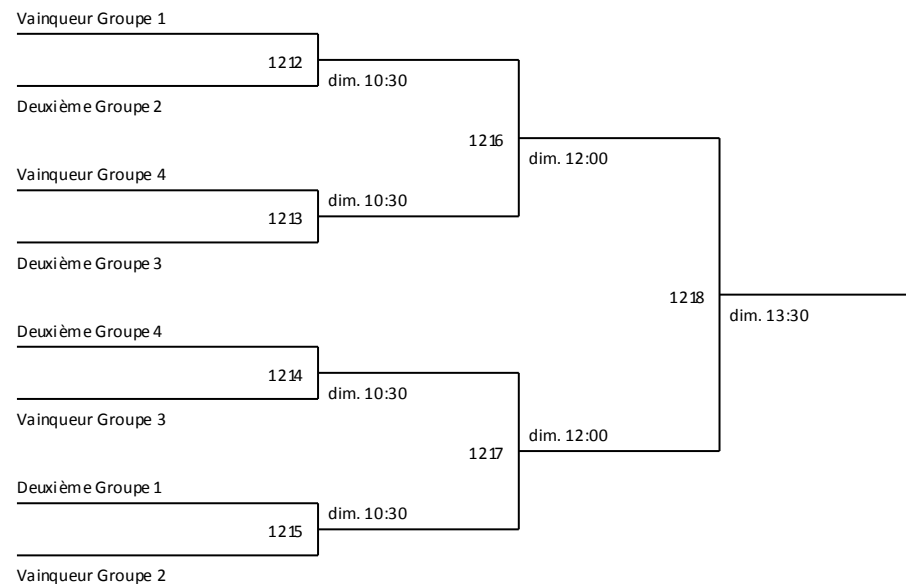 Vainqueur Groupe 1
1212
dim. 10:30
Deuxième Groupe 2
1216
dim. 12:00
Vainqueur Groupe 4
dim. 10:30
1213
Deuxième Groupe 3
1218
dim. 13:30
Deuxième Groupe 4
1214
dim. 10:30
Vainqueur Groupe 3
dim. 12:00
1217
Deuxième Groupe 1
dim. 10:30
1215
Vainqueur Groupe 2